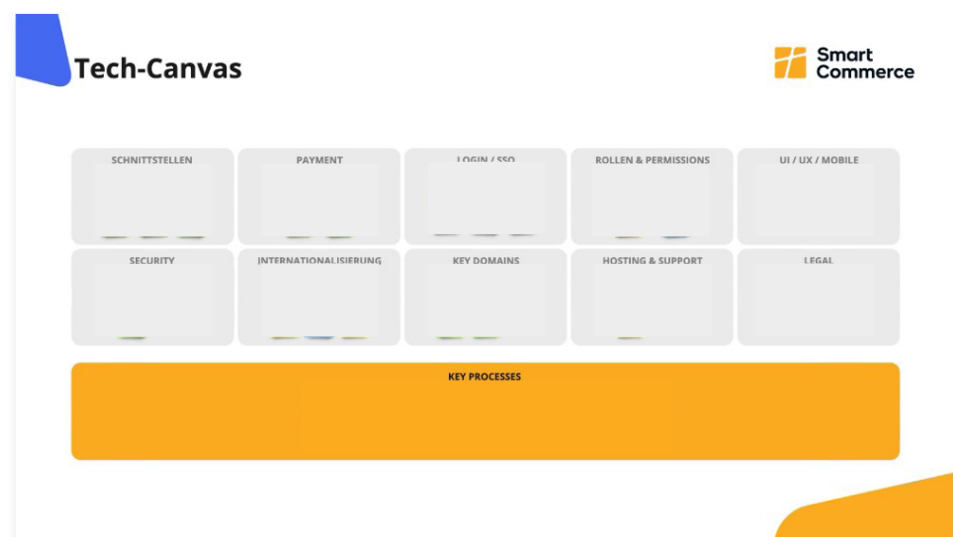 Tech-Canvas
Smart
Commerce
SCHNITTSTELLEN
PAYMENT
LOGIN / SSO
ROLLEN & PERMISSIONS
UI / UX / MOBILE
SECURITY
INTERNATIONALISIERUNG
KEY DOMAINS
HOSTING & SUPPORT
LEGAL
KEY PROCESSES